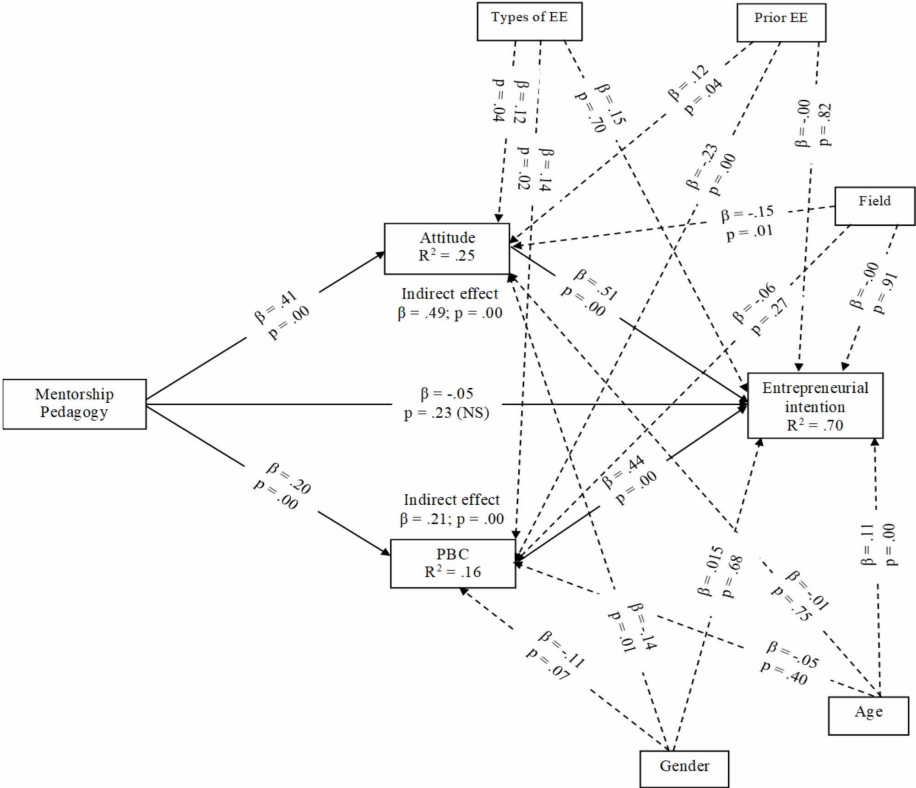 Types of EE
Prior EE
β = .12
p = .04
β = .14
p = .02
β = .15
p = .70
β = .12
p = .04
β = -.23
p = .00
β = -.00
p = .82
Field
β = -.15
p = .01
β = -.06
p = .27
β = -.00
p = .91
Attitude
R² = .25
Indirect effect
β = .49; p = .00
β = .41
p = .00
β = .51
p = .00
Mentorship
Pedagogy
β = -.05
p = .23 (NS)
Entrepreneurial
intention
R² = .70
β = .20
p = .00
β = .44
p = .00
Indirect effect
β = .21; p = .00
PBC
R² = .16
β = .015
p = .68
β = .11
p = .00
β = -.01
p = .75
β = -.14
p = .01
β = -.11
p = .07
β = -.05
p = .40
Age
Gender